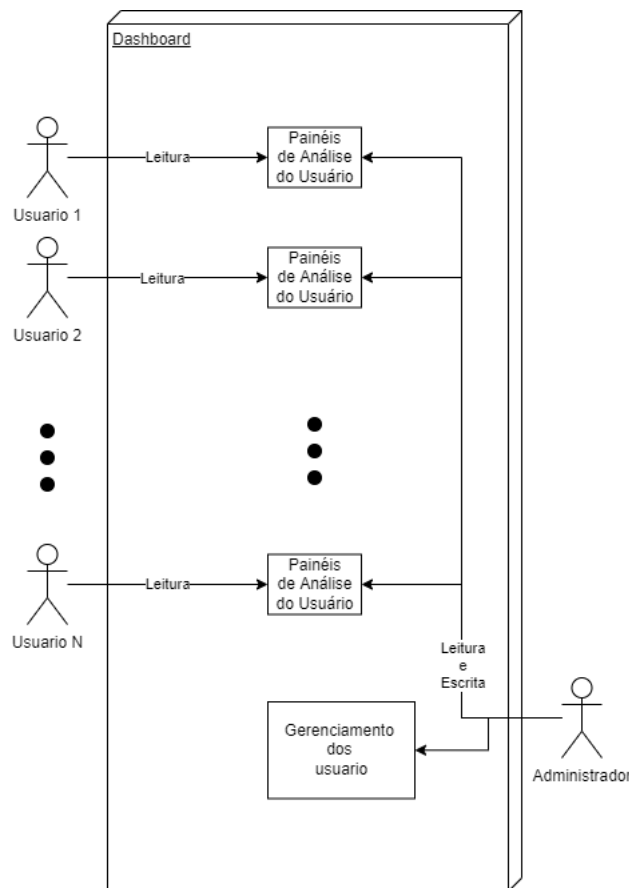 Dashboard
Painéis
de Análise
do Usuário
Leitura
Usuario 1
Painéis
de Análise
do Usuário
Leitura
Usuario 2
Painéis
de Análise
do Usuário
Leitura
Usuario N
Leitura
e
Escrita
Gerenciamento
dos
usuario
Administrador